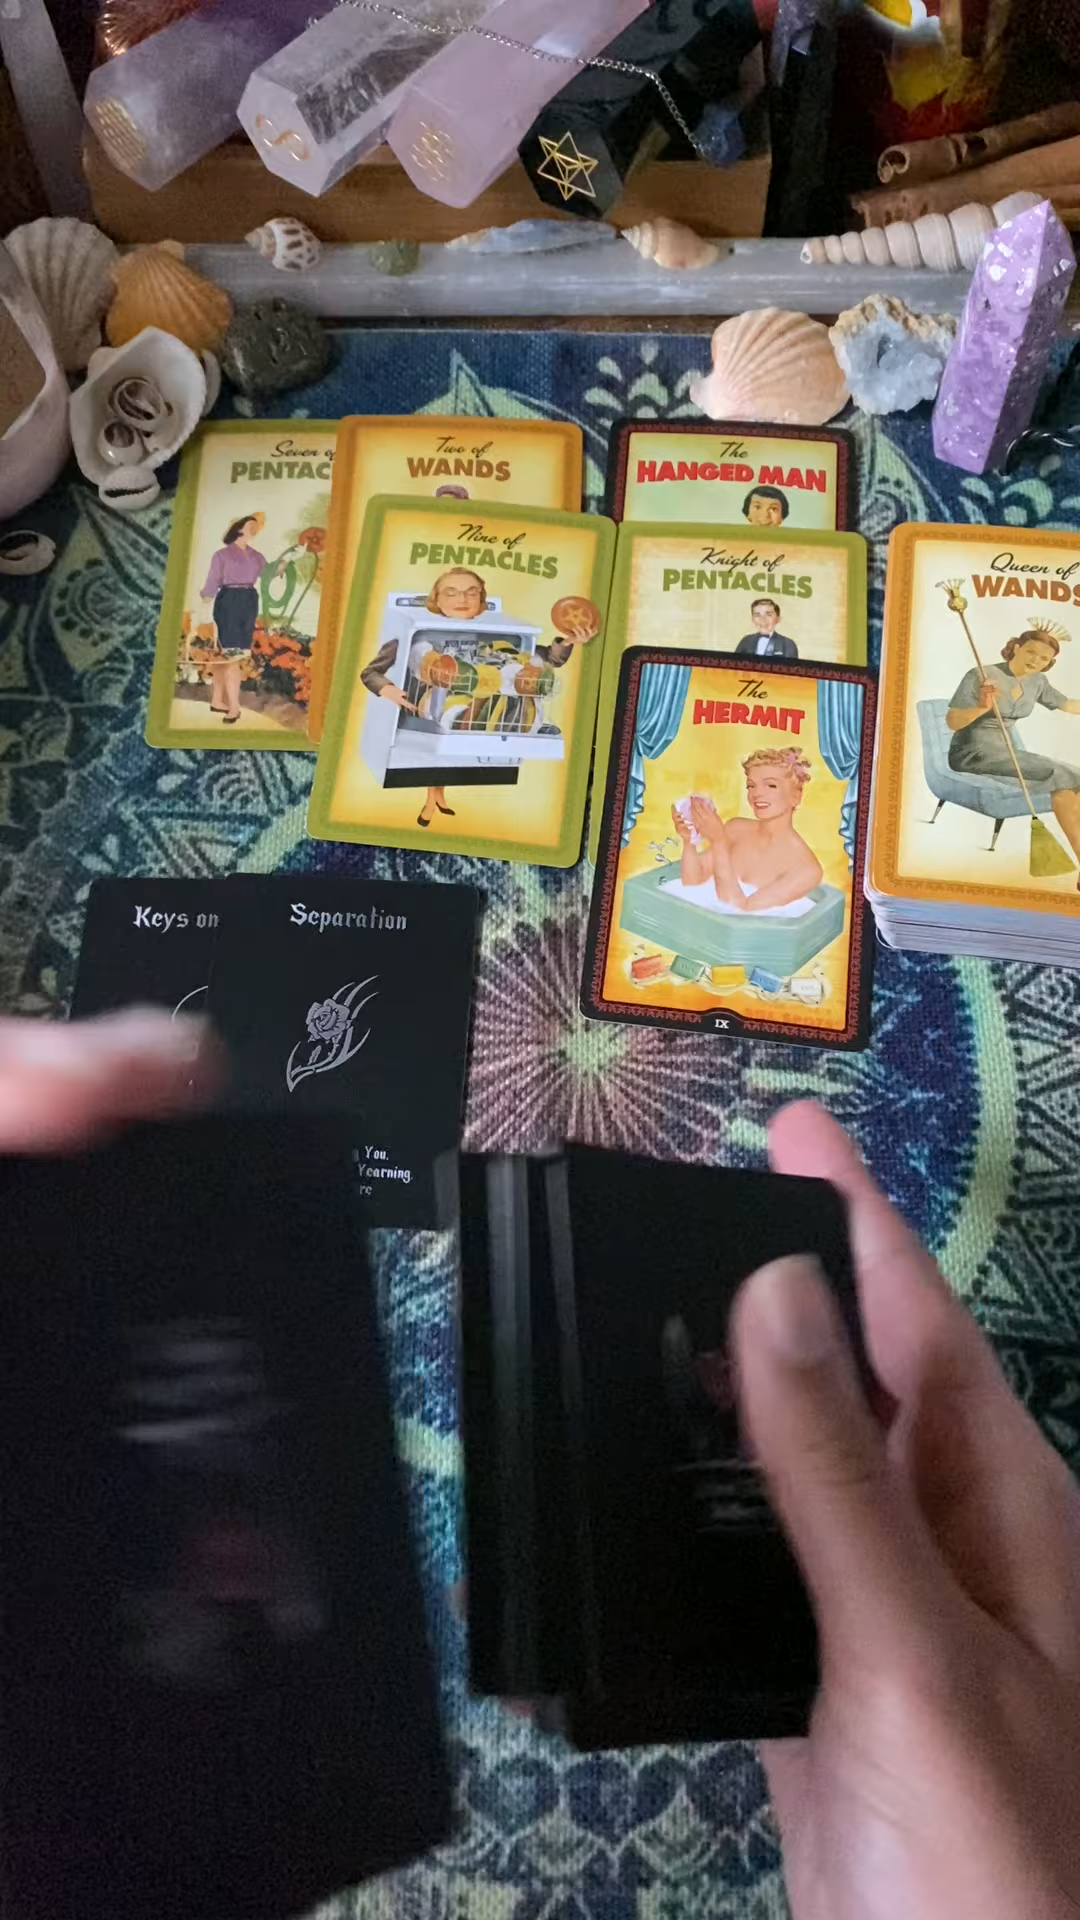 Seven of
PENTAC
Two of
WANDS
The
HANGED MAN
Nine of
PENTACLES
Knight of
PENTACLES
Queen of
WANDS
The
HERMIT
IX
Keys on
Separation
You.
Yearning.